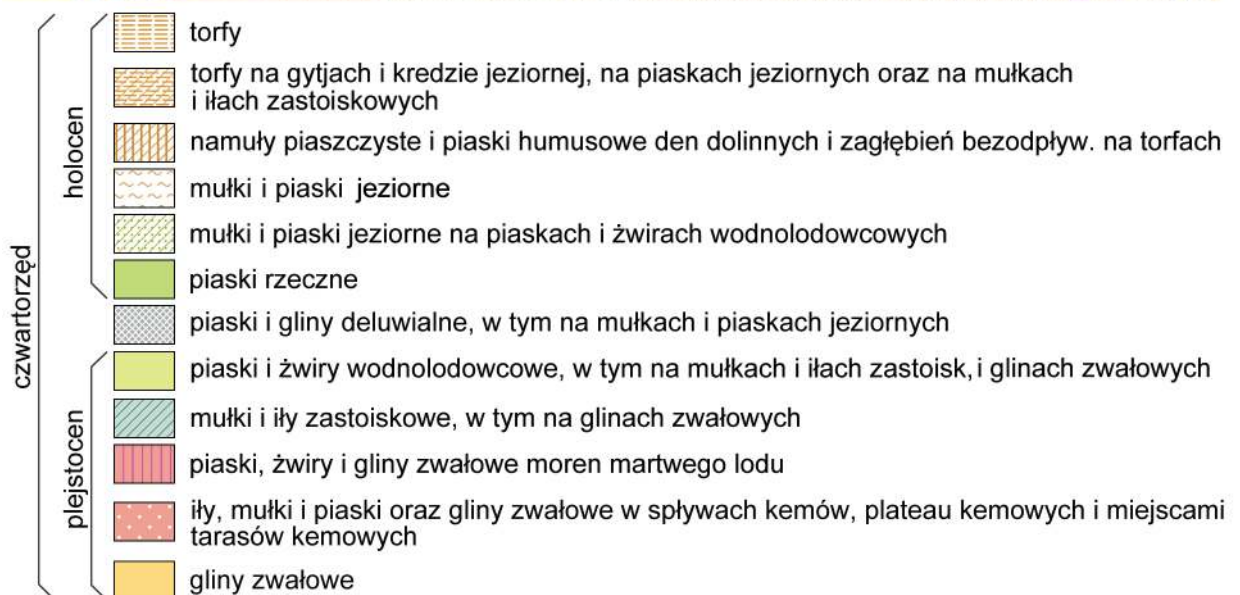 torfy
torfy na gytjach i kredzie jeziornej, na piaskach jeziornych oraz na mułkach
i iłach zastoiskowych
namuły piaszczyste i piaski humusowe den dolinnych i zagłębień bezodpływ. na torfach
mułki i piaski jeziorne
mułki i piaski jeziorne na piaskach i żwirach wodnolodowcowych
piaski rzeczne
holocen
piaski i gliny deluwialne, w tym na mułkach i piaskach jeziornych
czwartorzęd
piaski i żwiry wodnolodowcowe, w tym na mułkach i iłach zastoisk, i glinach zwałowych
mułki i iły zastoiskowe, w tym na glinach zwałowych
piaski, żwiry i gliny zwałowe moren martwego lodu
iły, mułki i piaski oraz gliny zwałowe w spływach kemów, plateau kemowych i miejscami
tarasów kemowych
gliny zwałowe
plejstocen